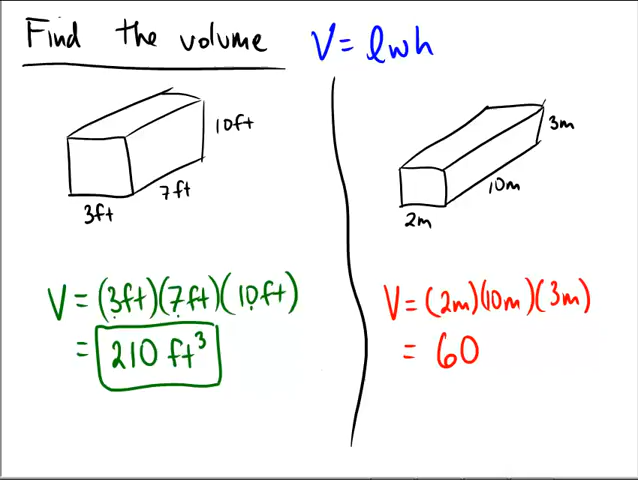 Find the volume V = lwh
10ft
7ft
3ft
V = (3ft)(7ft)(10ft)
= 210 ft³
3m
10m
2m
V = (2m)(10m)(3m)
= 60